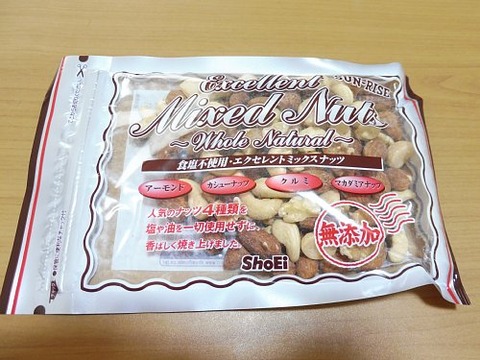 Excellent
SUN-RISE
Mixed Nuts
~Whole Natural~
食塩不使用・エクセレントミックスナッツ
アーモンド
カシューナッツ
クルミ
マカダミアナッツ
人気のナッツ4種類を
塩や油を一切使用せずに、
香ばしく焼き上げました。
無添加
ShoEi